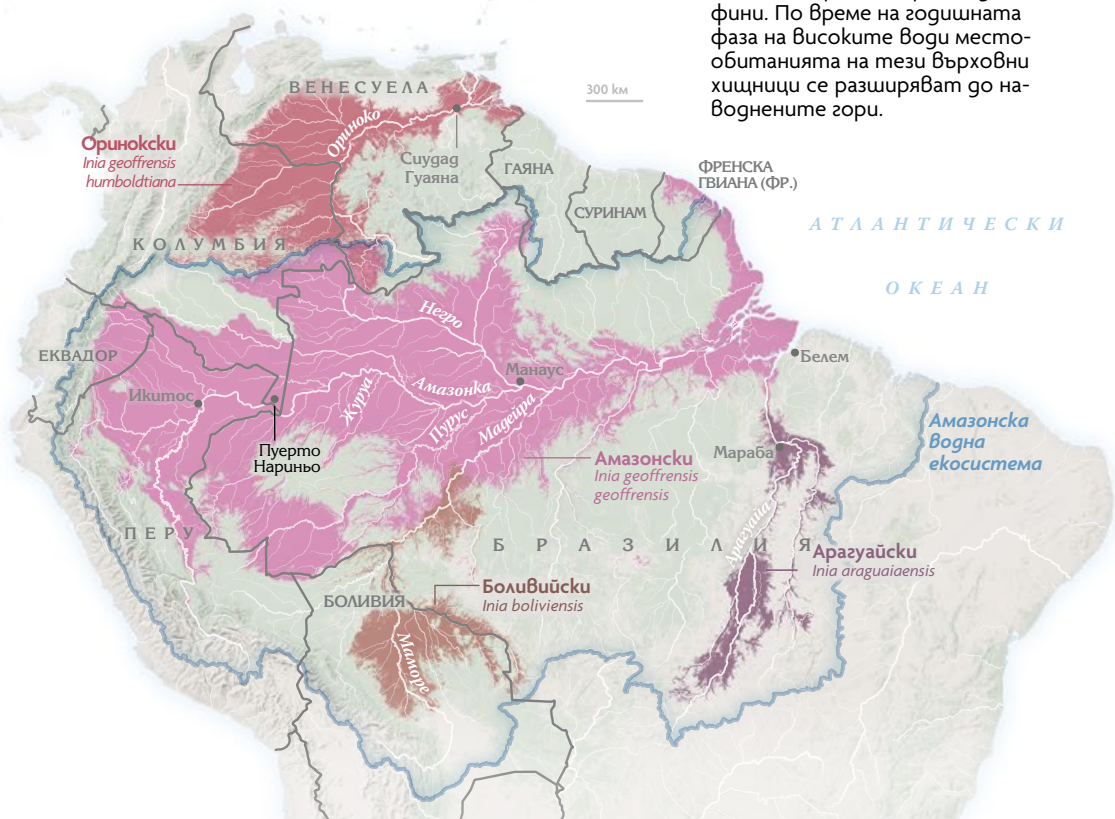 фини. По време на годишната
фаза на високите води место-
обитанията на тези върховни
хищници се разширяват до на-
воднените гори.
300 км
ВЕНЕСУЕЛА
Оринокски
Inia geoffrensis
humboldtiana
Ориноко
Сиудад
Гуаяна
ГАЯНА
СУРИНАМ
ФРЕНСКА
ГВИАНА (ФР.)
АТЛАНТИЧЕСКИ
ОКЕАН
КОЛУМБИЯ
Негро
ЕКВАДОР
Икитос
Журуа
Амазонка
Манаус
Белем
Пурус
Мадейра
Пуерто
Нариньо
Амазонски
Inia geoffrensis
geoffrensis
Мараба
Амазонска
водна
екосистема
ПЕРУ
БРАЗИЛИЯ
Арагуайа
Арагуайски
Inia araguaiaensis
Боливийски
Inia boliviensis
БОЛИВИЯ
Маморе